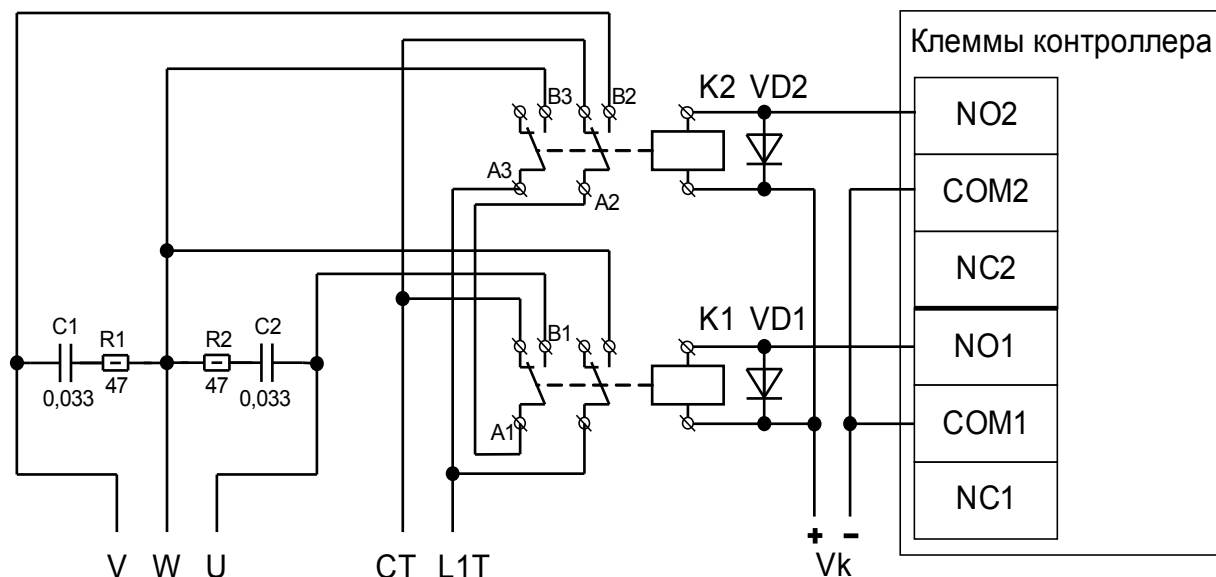 Клеммы контроллера
B3
B2
K2 VD2
NO2
A3
A2
COM2
NC2
C1
R1
R2
C2
B1
K1 VD1
NO1
0,033
47
47
0,033
A1
COM1
NC1
+ -
V W U
CT L1T
Vk